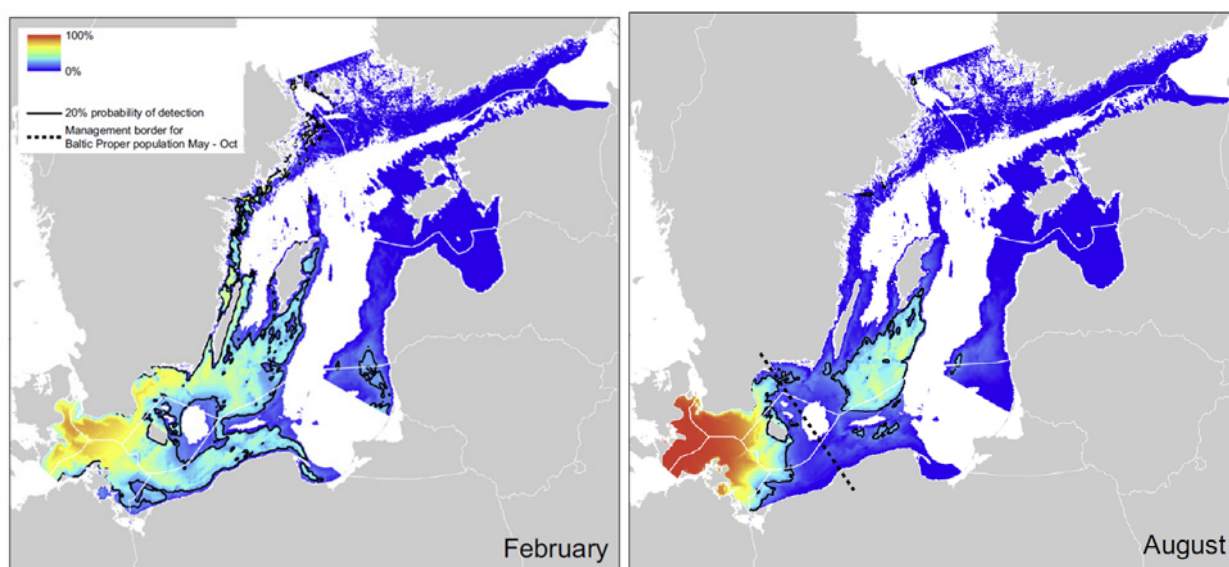 100%
0%
20% probability of detection
Management border for
Baltic Proper population May - Oct
February
August